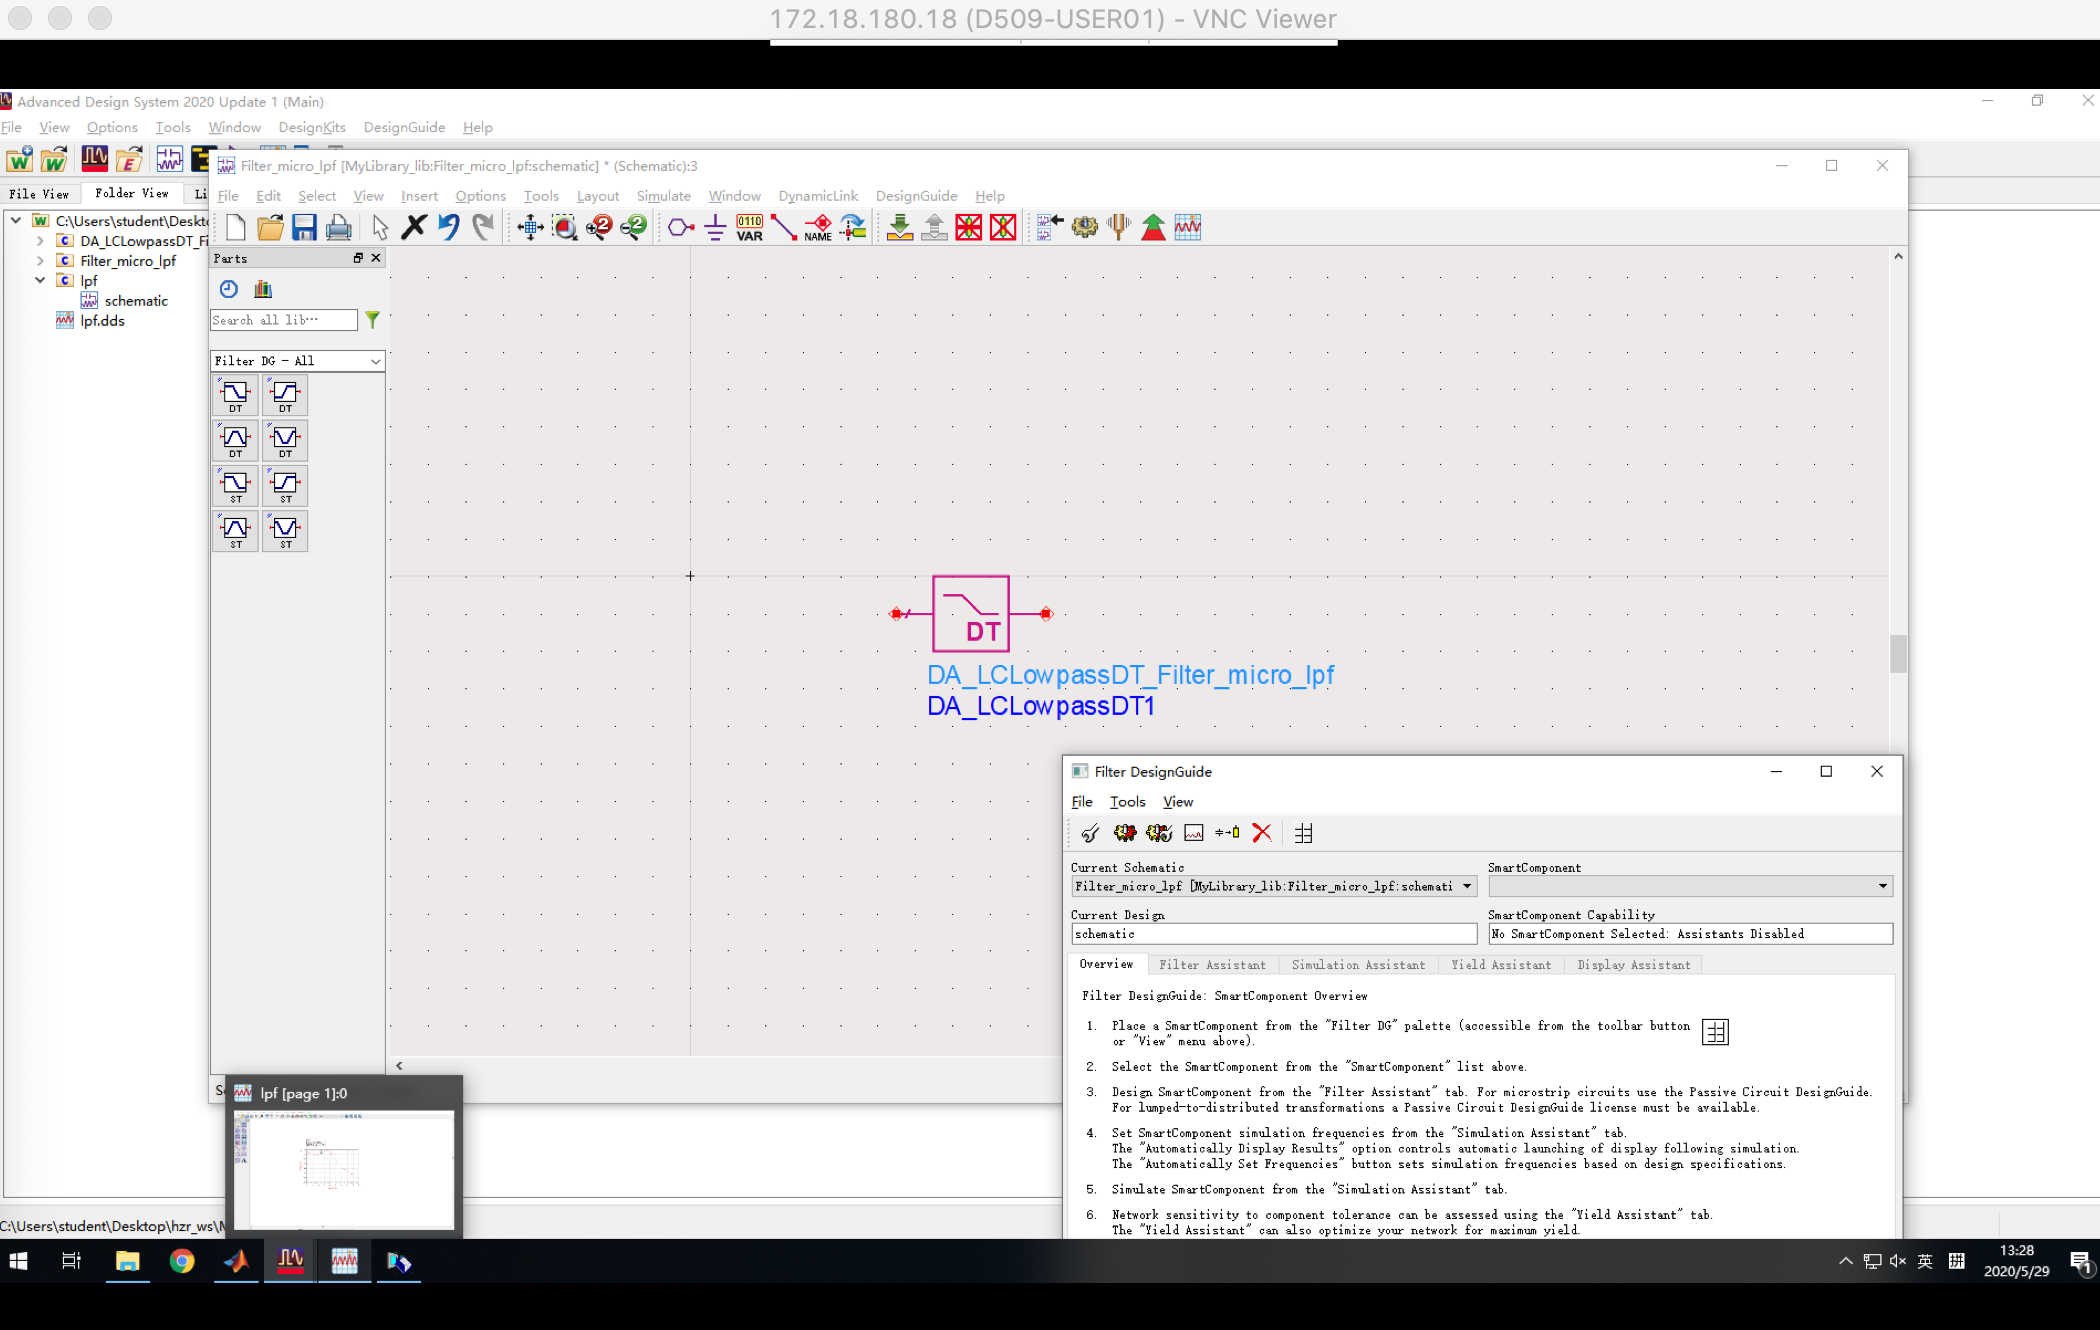 172.18.180.18 (D509-USER01) - VNC Viewer
Advanced Design System 2020 Update 1 (Main)
File View Options Tools Window DesignKits DesignGuide Help
File View Folder View Li
C:\Users\student\Deskto
DA_LCLowpassDT_Fi
Filter_micro_lpf
lpf
schematic
lpf.dds
Filter_micro_lpf [MyLibrary_lib:Filter_micro_lpf:schematic] * (Schematic):3
File Edit Select View Insert Options Tools Layout Simulate Window DynamicLink DesignGuide Help
0110
VAR
NAME
Parts
Search all lib…
Filter DG - All
DT DT
DT DT
ST ST
ST ST
DT
DA_LCLowpassDT_Filter_micro_lpf
DA_LCLowpassDT1
Filter DesignGuide
File Tools View
Current Schematic
Filter_micro_lpf [MyLibrary_lib:Filter_micro_lpf:schemati
SmartComponent
Current Design
schematic
SmartComponent Capability
No SmartComponent Selected: Assistants Disabled
Overview Filter Assistant Simulation Assistant Yield Assistant Display Assistant
Filter DesignGuide: SmartComponent Overview
1. Place a SmartComponent from the "Filter DG" palette (accessible from the toolbar button
or "View" menu above).
2. Select the SmartComponent from the "SmartComponent" list above.
3. Design SmartComponent from the "Filter Assistant" tab. For microstrip circuits use the Passive Circuit DesignGuide.
For lumped-to-distributed transformations a Passive Circuit DesignGuide license must be available.
4. Set SmartComponent simulation frequencies from the "Simulation Assistant" tab.
The "Automatically Display Results" option controls automatic launching of display following simulation.
The "Automatically Set Frequencies" button sets simulation frequencies based on design specifications.
5. Simulate SmartComponent from the "Simulation Assistant" tab.
6. Network sensitivity to component tolerance can be assessed using the "Yield Assistant" tab.
The "Yield Assistant" can also optimize your network for maximum yield.
lpf [page 1]:0
C:\Users\student\Desktop\hzr_ws\
英 拼
13:28
2020/5/29
1